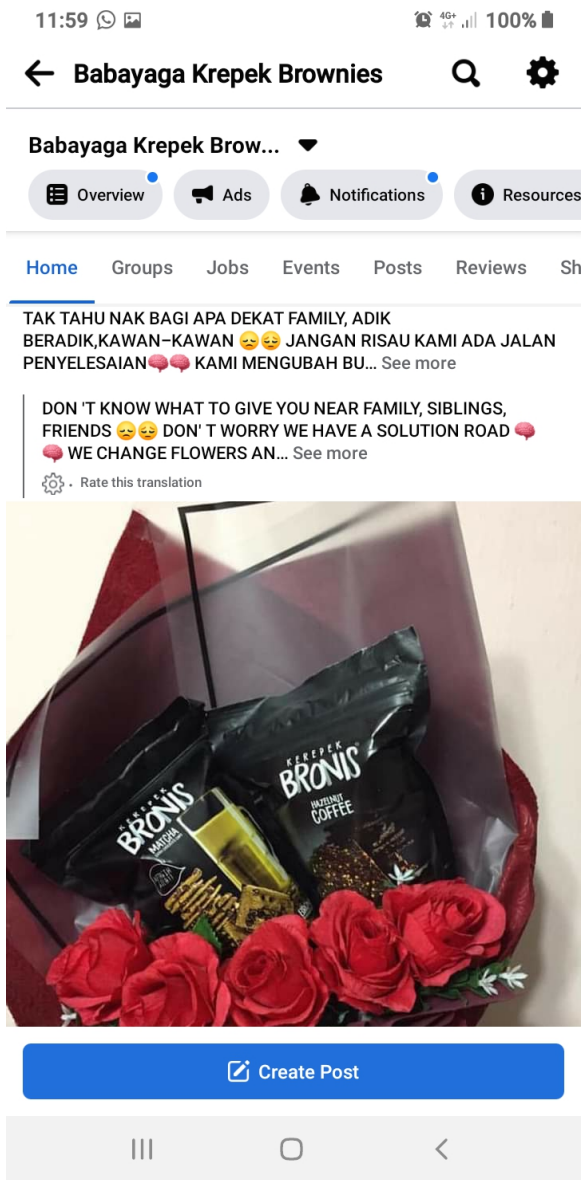 11:59 4G+ 100%
Babayaga Krepek Brownies
Babayaga Krepek Brow...
Overview Ads Notifications Resources
Home Groups Jobs Events Posts Reviews Sh
TAK TAHU NAK BAGI APA DEKAT FAMILY, ADIK
BERADIK,KAWAN–KAWAN 😞😞 JANGAN RISAU KAMI ADA JALAN
PENYELESAIAN🧠🧠 KAMI MENGUBAH BU... See more
DON 'T KNOW WHAT TO GIVE YOU NEAR FAMILY, SIBLINGS,
FRIENDS 😞😞 DON' T WORRY WE HAVE A SOLUTION ROAD 🧠
🧠 WE CHANGE FLOWERS AN... See more
· Rate this translation
KEREPEK
BRONIS
MATCHA
KEREPEK
BRONIS
HAZELNUT
COFFEE
Create Post